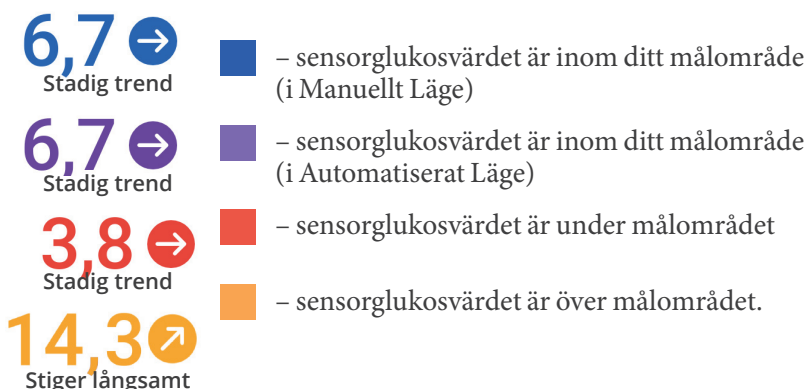 6,7
Stadig trend
– sensorglukosvärdet är inom ditt målområde
(i Manuellt Läge)
6,7
Stadig trend
– sensorglukosvärdet är inom ditt målområde
(i Automatiserat Läge)
3,8
Stadig trend
– sensorglukosvärdet är under målområdet
14,3
Stiger långsamt
– sensorglukosvärdet är över målområdet.